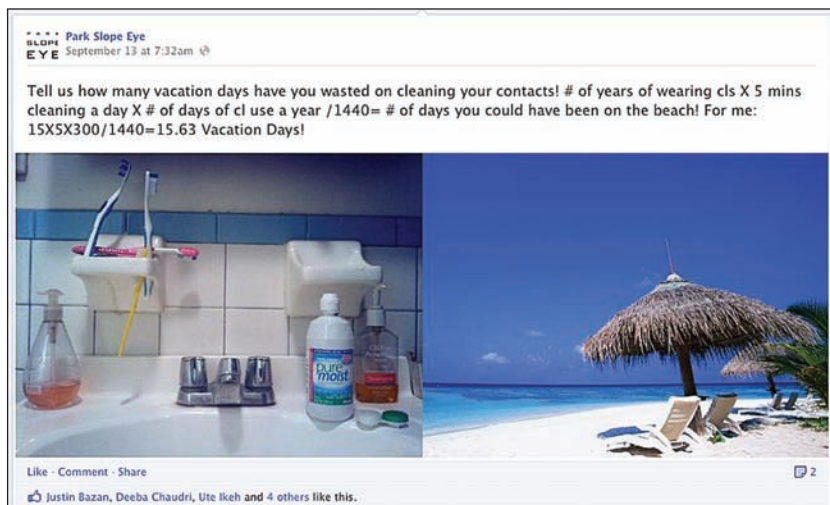 SLOPE
EYE
Park Slope Eye
September 13 at 7:32am
Tell us how many vacation days have you wasted on cleaning your contacts! # of years of wearing cls X 5 mins
cleaning a day X # of days of cl use a year /1440= # of days you could have been on the beach! For me:
15X5X300/1440=15.63 Vacation Days!
pure
moist
Like · Comment · Share
2
Justin Bazan, Deeba Chaudri, Ute Ikeh and 4 others like this.